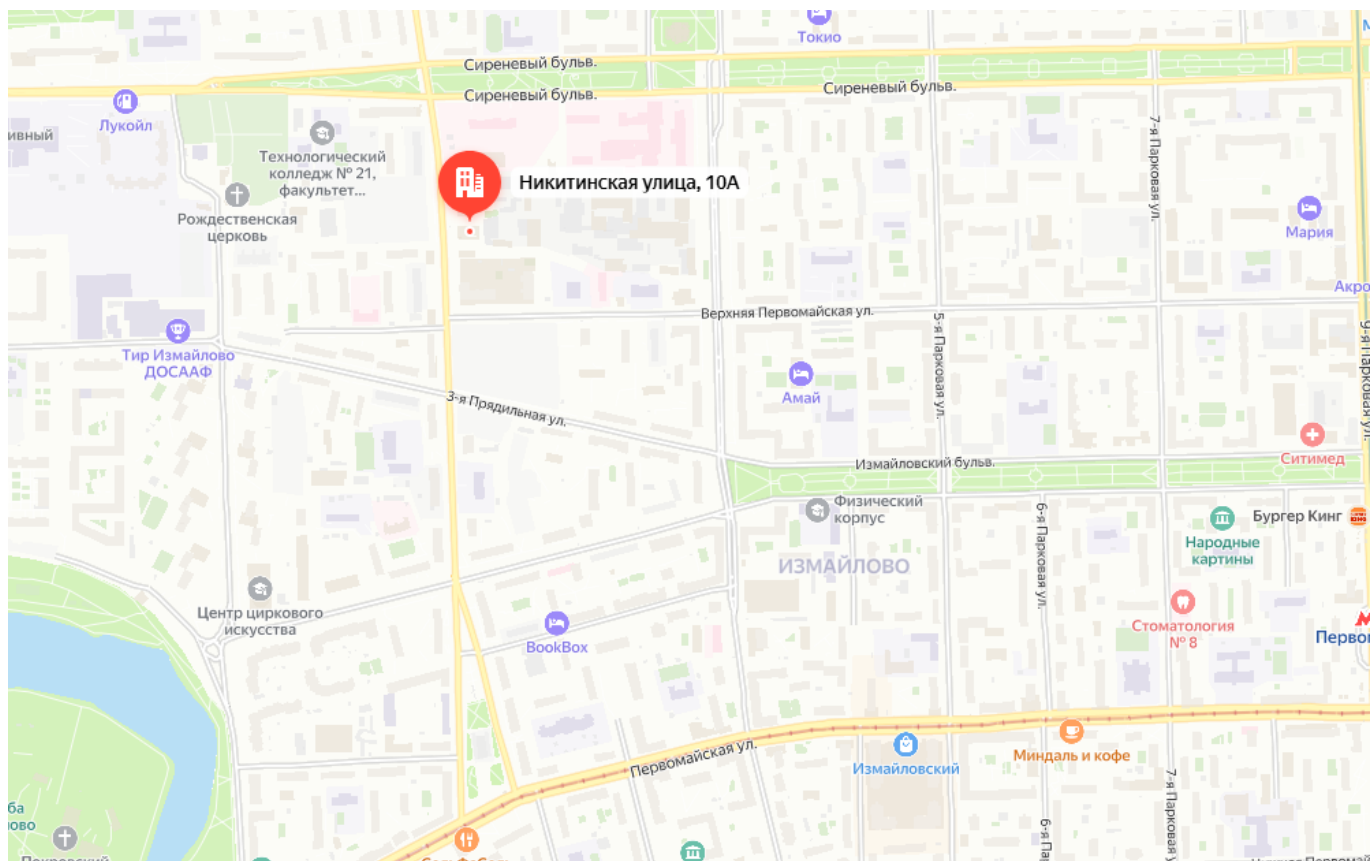 Токио
Сиреневый бульв.
Сиреневый бульв.
Сиреневый бульв.
Лукойл
ивный
Технологический
колледж № 21,
факультет...
Рождественская
церковь
Никитинская улица, 10А
7-я Парковая ул.
Мария
Акро
Верхняя Первомайская ул.
5-я Парковая ул.
9-я Парковая ул.
Тир Измайлово
ДОСААФ
Амай
3-я Прядильная ул.
Ситимед
Измайловский бульв.
Физический
корпус
6-я Парковая ул.
Бургер Кинг
Народные
картины
ИЗМАЙЛОВО
Центр циркового
искусства
BookBox
Стоматология
№ 8
Перво
Первомайская ул.
Измайловский
Миндаль и кофе
7-я Парковая у
6-я Па
ба
ово
Покровский